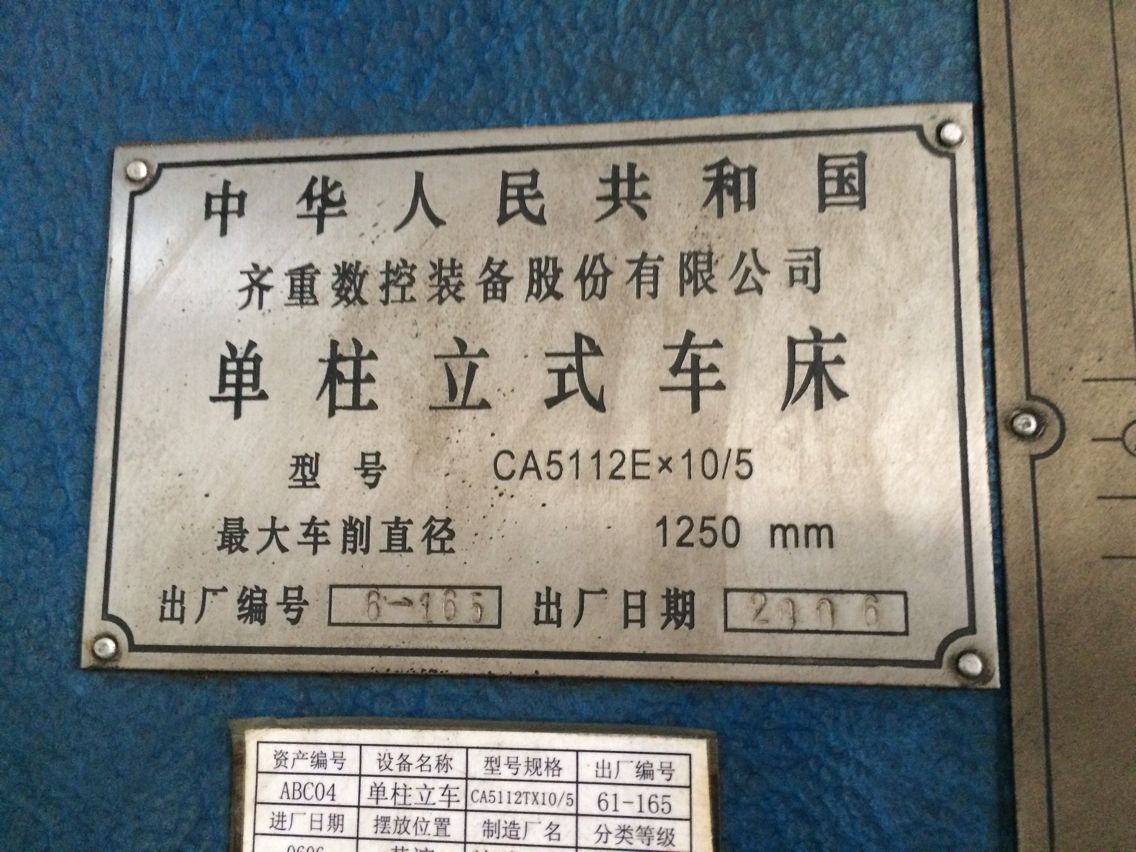 中华人民共和国
齐重数控装备股份有限公司
单柱立式车床
型号 CA5112E×10/5
最大车削直径 1250 mm
出厂编号 6-165 出厂日期 2006
资产编号 设备名称 型号规格 出厂编号
ABC04 单柱立车 CA5112TX10/5 61-165
进厂日期 摆放位置 制造厂名 分类等级
0606